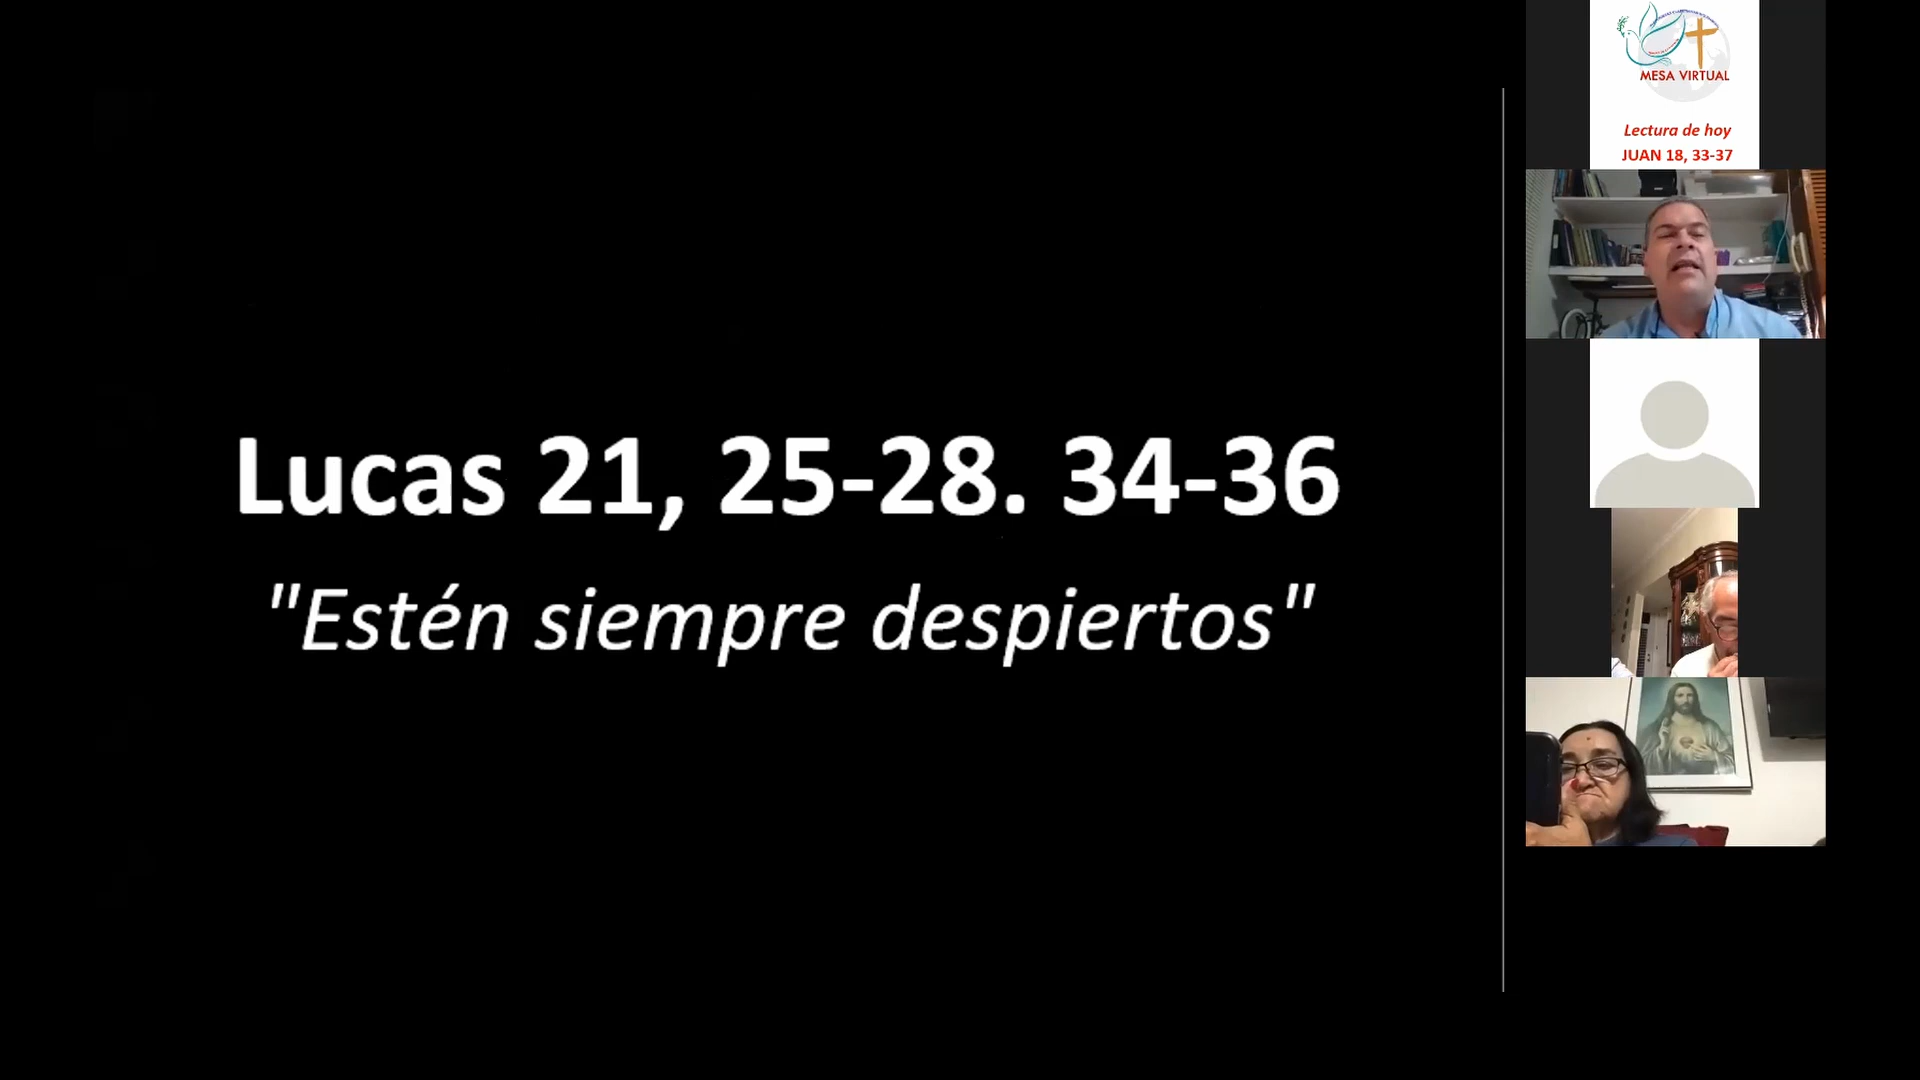 Lucas 21, 25-28. 34-36
"Estén siempre despiertos"
MESA VIRTUAL
Lectura de hoy
JUAN 18, 33-37